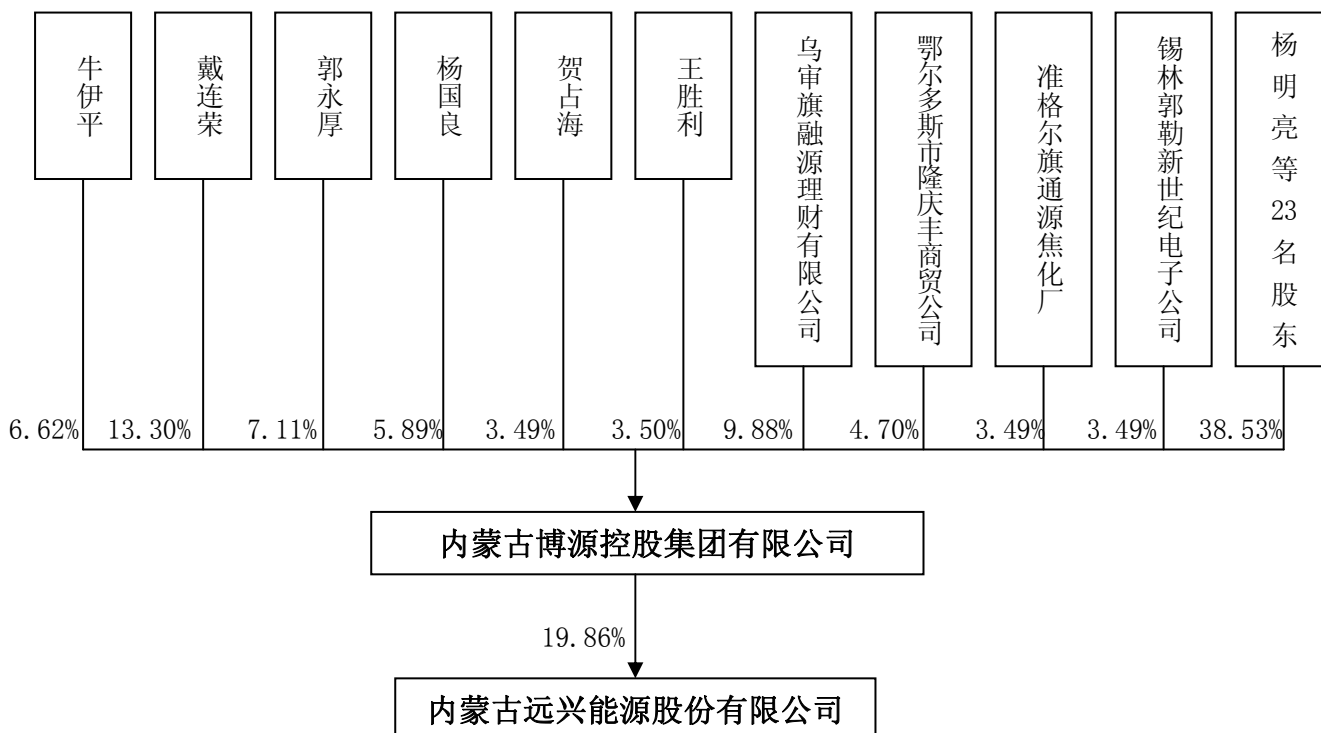 牛伊平
戴连荣
郭永厚
杨国良
贺占海
王胜利
乌审旗融源理财有限公司
鄂尔多斯市隆庆丰商贸公司
准格尔旗通源焦化厂
锡林郭勒新世纪电子公司
杨明亮等23名股东
6.62%
13.30%
7.11%
5.89%
3.49%
3.50%
9.88%
4.70%
3.49%
3.49%
38.53%
内蒙古博源控股集团有限公司
19.86%
内蒙古远兴能源股份有限公司